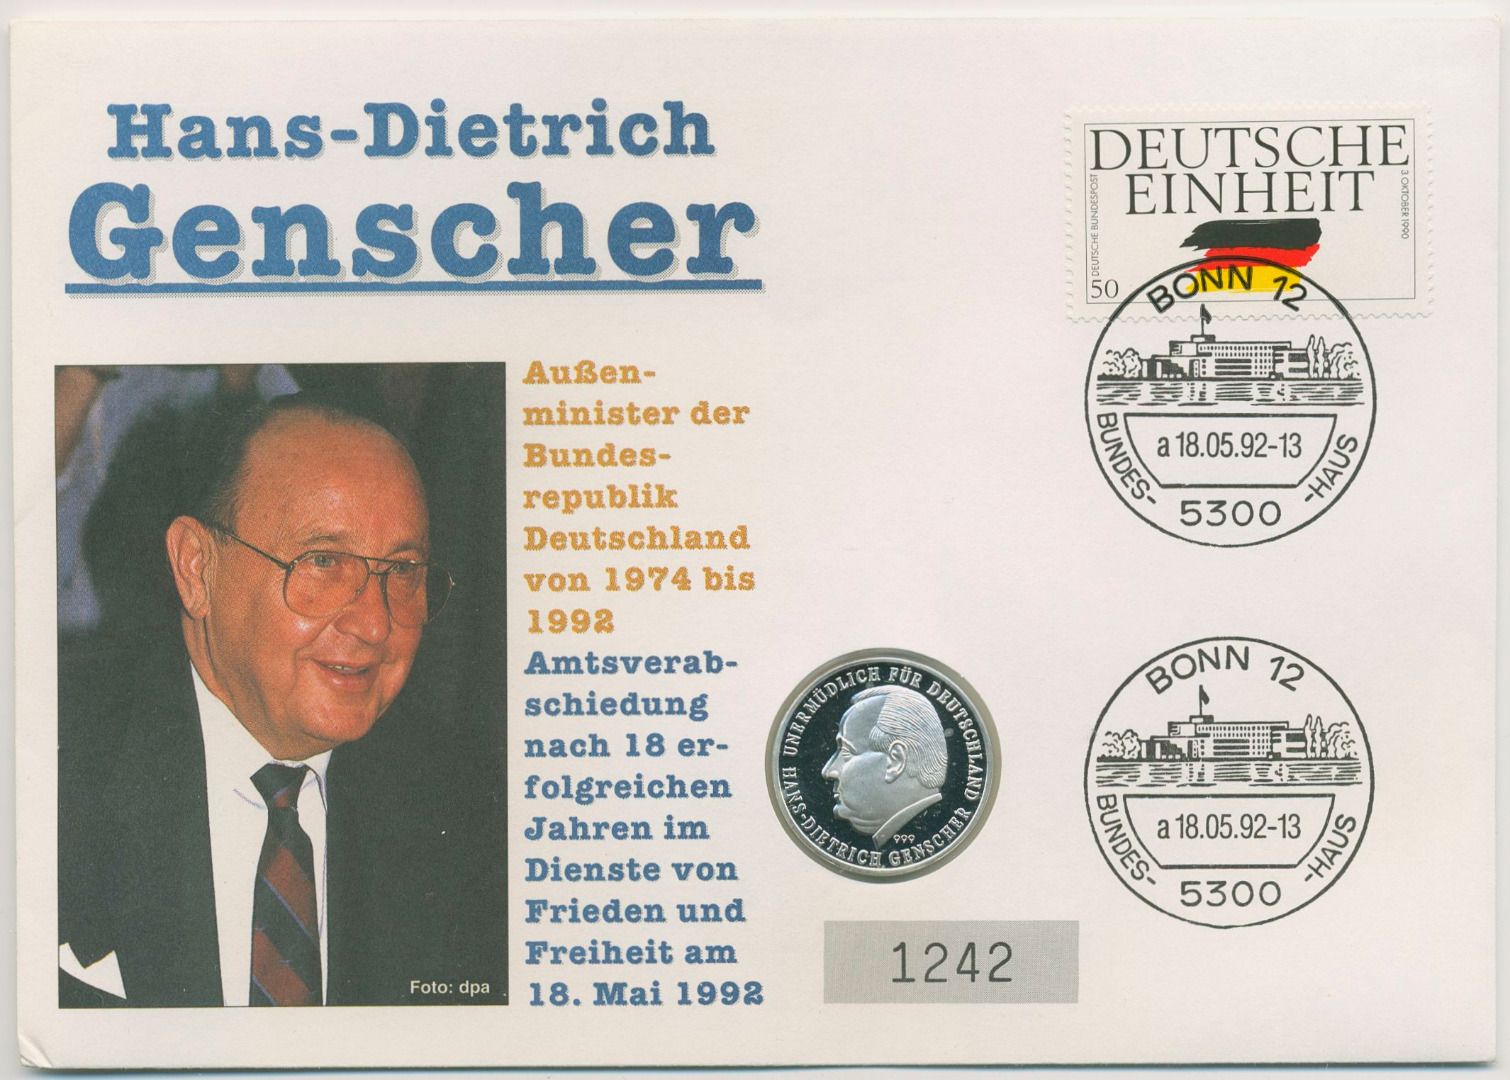 Hans-Dietrich
Genscher
Außen-
minister der
Bundes-
republik
Deutschland
von 1974 bis
1992
Amtsverab-
schiedung
nach 18 er-
folgreichen
Jahren im
Dienste von
Frieden und
Freiheit am
18. Mai 1992
Foto: dpa
DEUTSCHE
EINHEIT
DEUTSCHE BUNDESPOST
3. OKTOBER 1990
50
BONN 12
a 18.05.92-13
BUNDES-
-HAUS
5300
HANS-DIETRICH GENSCHER
UNERMÜDLICH FÜR DEUTSCHLAND
999
1242
BONN 12
a 18.05.92-13
BUNDES-
-HAUS
5300